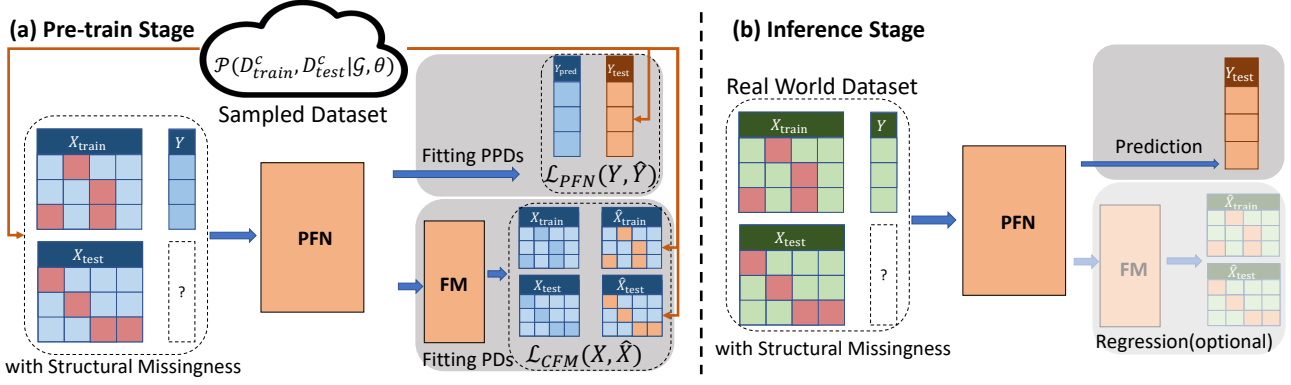 (a) Pre-train Stage
𝒫(D^c_train, D^c_test|𝒢, θ)
Sampled Dataset
X_train
Y
X_test
?
with Structural Missingness
PFN
Fitting PPDs
Y_pred
Y_test
ℒ_PFN(Y, Ŷ)
FM
Fitting PDs
X_train
X̂_train
X_test
X̂_test
ℒ_CFM(X, X̂)
(b) Inference Stage
Real World Dataset
X_train
Y
X_test
?
with Structural Missingness
PFN
Prediction
Y_test
FM
X̂_train
X̂_test
Regression(optional)